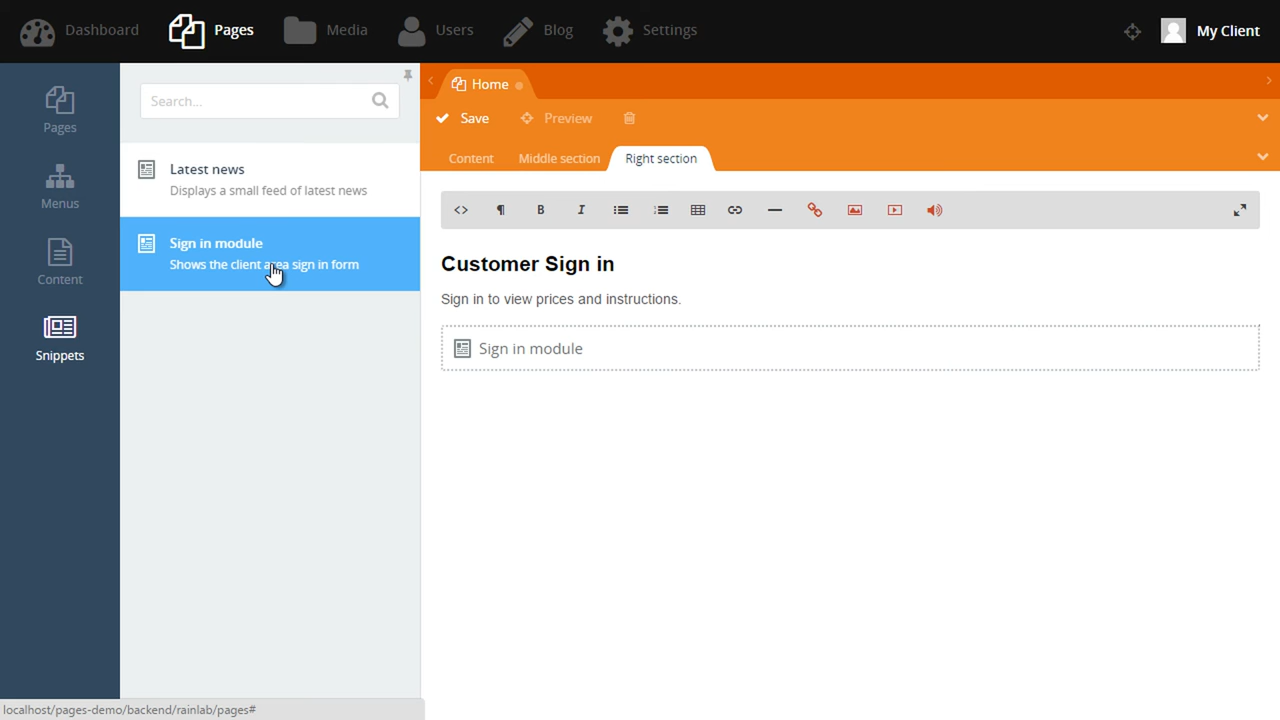 Dashboard
Pages
Media
Users
Blog
Settings
My Client
Pages
Menus
Content
Snippets
Search...
Latest news
Displays a small feed of latest news
Sign in module
Shows the client area sign in form
Home
Save
Preview
Content
Middle section
Right section
B
I
Customer Sign in
Sign in to view prices and instructions.
Sign in module
localhost/pages-demo/backend/rainlab/pages#